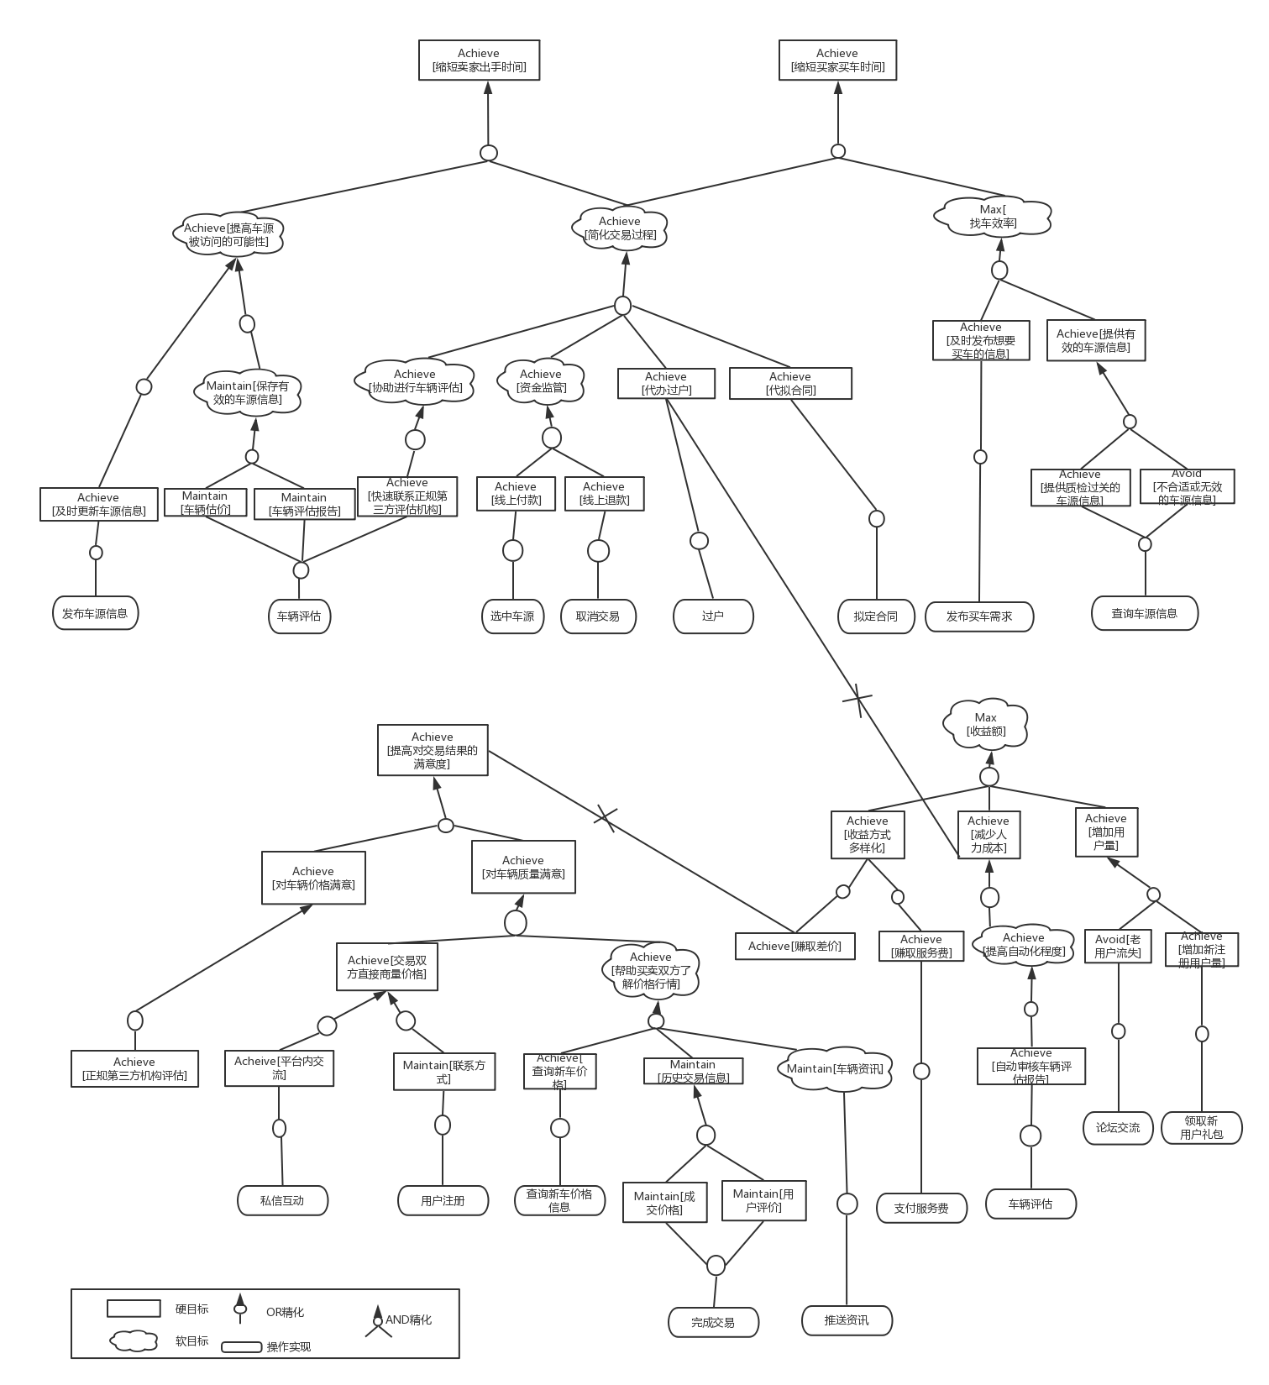 Achieve
[缩短卖家出手时间]
Achieve
[缩短买家买车时间]
Achieve[提高车源
被访问的可能性]
Achieve
[简化交易过程]
Max[
找车效率]
Achieve
[及时发布想要
买车的信息]
Achieve[提供有
效的车源信息]
Maintain[保存有
效的车源信息]
Achieve
[协助进行车辆评估]
Achieve
[资金监管]
Achieve
[代办过户]
Achieve
[代拟合同]
Achieve
[及时更新车源信息]
Maintain
[车辆估价]
Maintain
[车辆评估报告]
Achieve
[快速联系正规第
三方评估机构]
Achieve
[线上付款]
Achieve
[线上退款]
Achieve
[提供质检过关的
车源信息]
Avoid
[不合适或无效
的车源信息]
发布车源信息
车辆评估
选中车源
取消交易
过户
拟定合同
发布买车需求
查询车源信息
Achieve
[提高对交易结果的
满意度]
Max
[收益额]
Achieve
[收益方式
多样化]
Achieve
[减少人
力成本]
Achieve
[增加用
户量]
Achieve
[对车辆价格满意]
Achieve
[对车辆质量满意]
Achieve[交易双
方直接商量价格]
Achieve
[帮助买卖双方了
解价格行情]
Achieve[赚取差价]
Achieve
[赚取服务费]
Achieve
[提高自动化程度]
Avoid[老
用户流失]
Achieve
[增加新注
册用户量]
Achieve
[正规第三方机构评估]
Acheive[平台内交
流]
Maintain[联系方
式]
Achieve[
查询新车价
格]
Maintain
[历史交易信息]
Maintain[车辆资讯]
Achieve
[自动审核车辆评
估报告]
论坛交流
领取新
用户礼包
私信互动
用户注册
查询新车价格
信息
Maintain[成
交价格]
Maintain[用
户评价]
支付服务费
车辆评估
完成交易
推送资讯
硬目标
OR精化
AND精化
软目标
操作实现